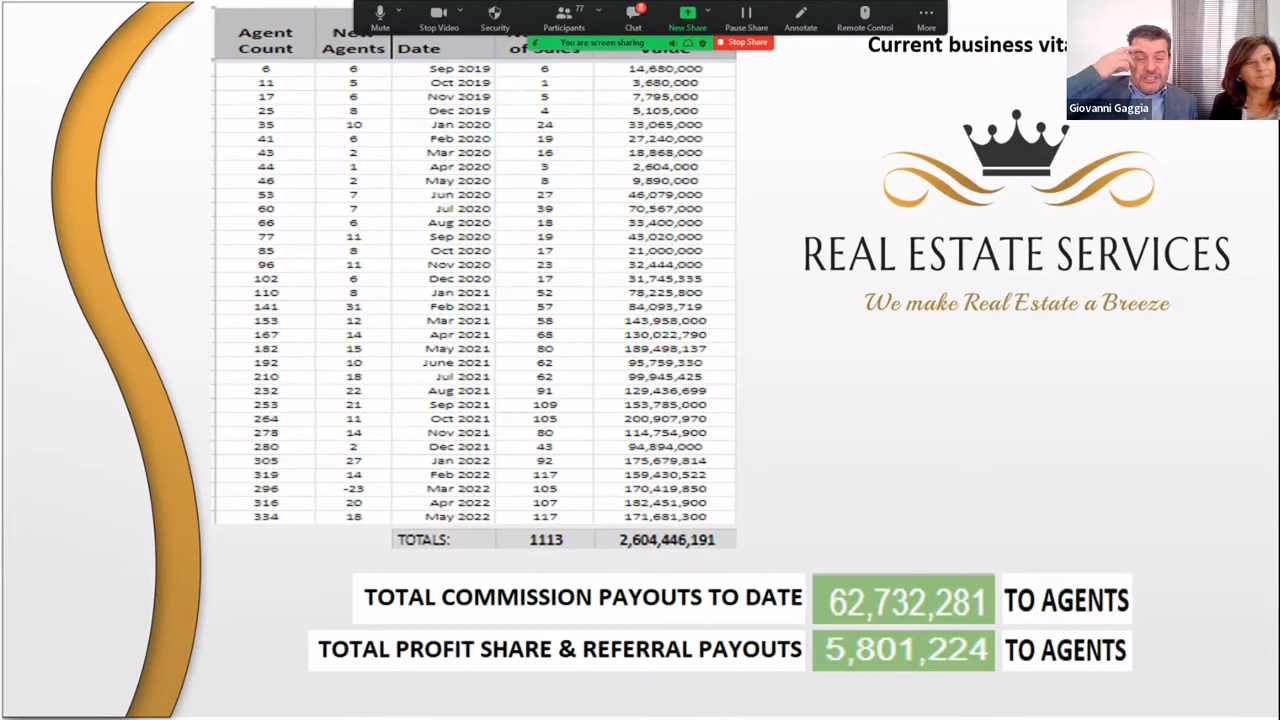 Mute
Stop Video
Security
Participants
77
Chat
8
New Share
Pause Share
Annotate
Remote Control
More
You are screen sharing
Stop Share
Current business vita
Giovanni Gaggia
Agent Count Agents Date
6 6 Sep 2019 6 14,680,000
11 5 Oct 2019 1 3,680,000
17 6 Nov 2019 5 7,795,000
25 8 Dec 2019 4 5,105,000
35 10 Jan 2020 24 33,065,000
41 6 Feb 2020 19 27,240,000
43 2 Mar 2020 16 18,868,000
44 1 Apr 2020 3 2,604,000
46 2 May 2020 8 9,890,000
53 7 Jun 2020 27 46,079,000
60 7 Jul 2020 39 70,567,000
66 6 Aug 2020 18 33,400,000
77 11 Sep 2020 19 43,020,000
85 8 Oct 2020 17 21,000,000
96 11 Nov 2020 23 32,444,000
102 6 Dec 2020 17 31,745,335
110 8 Jan 2021 52 78,225,800
141 31 Feb 2021 57 84,093,719
153 12 Mar 2021 58 143,958,000
167 14 Apr 2021 68 130,022,790
182 15 May 2021 80 189,498,137
192 10 June 2021 62 95,759,330
210 18 Jul 2021 62 99,945,425
232 22 Aug 2021 91 129,436,699
253 21 Sep 2021 109 153,785,000
264 11 Oct 2021 105 200,907,970
278 14 Nov 2021 80 114,754,900
280 2 Dec 2021 43 94,894,000
305 27 Jan 2022 92 175,679,814
319 14 Feb 2022 117 159,430,522
296 -23 Mar 2022 105 170,419,850
316 20 Apr 2022 107 182,451,900
334 18 May 2022 117 171,681,300
TOTALS: 1113 2,604,446,191
REAL ESTATE SERVICES
We make Real Estate a Breeze
TOTAL COMMISSION PAYOUTS TO DATE 62,732,281 TO AGENTS
TOTAL PROFIT SHARE & REFERRAL PAYOUTS 5,801,224 TO AGENTS